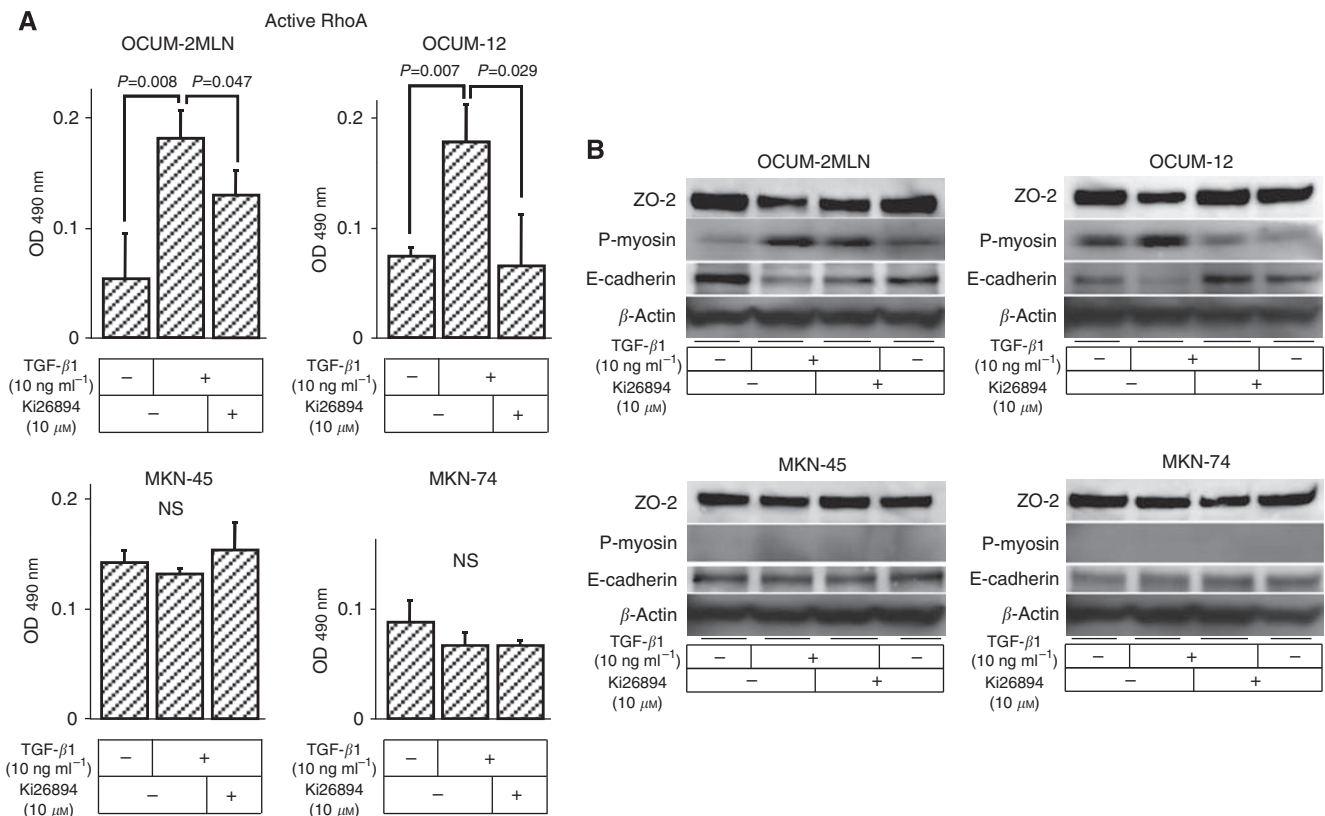 A
Active RhoA
OCUM-2MLN
P=0.008 P=0.047
0.2
0.1
0
OD 490 nm
TGF-β1
(10 ng ml⁻¹)
− +
Ki26894
(10 μM)
− +
OCUM-12
P=0.007 P=0.029
0.2
0.1
0
OD 490 nm
TGF-β1
(10 ng ml⁻¹)
− +
Ki26894
(10 μM)
− +
MKN-45
NS
0.2
0.1
0
OD 490 nm
TGF-β1
(10 ng ml⁻¹)
− +
Ki26894
(10 μM)
− +
MKN-74
NS
0.1
0
OD 490 nm
TGF-β1
(10 ng ml⁻¹)
− +
Ki26894
(10 μM)
− +
B
OCUM-2MLN
ZO-2
P-myosin
E-cadherin
β-Actin
TGF-β1
(10 ng ml⁻¹)
− + −
Ki26894
(10 μM)
− +
OCUM-12
ZO-2
P-myosin
E-cadherin
β-Actin
TGF-β1
(10 ng ml⁻¹)
− + −
Ki26894
(10 μM)
− +
MKN-45
ZO-2
P-myosin
E-cadherin
β-Actin
TGF-β1
(10 ng ml⁻¹)
− + −
Ki26894
(10 μM)
− +
MKN-74
ZO-2
P-myosin
E-cadherin
β-Actin
TGF-β1
(10 ng ml⁻¹)
− + −
Ki26894
(10 μM)
− +